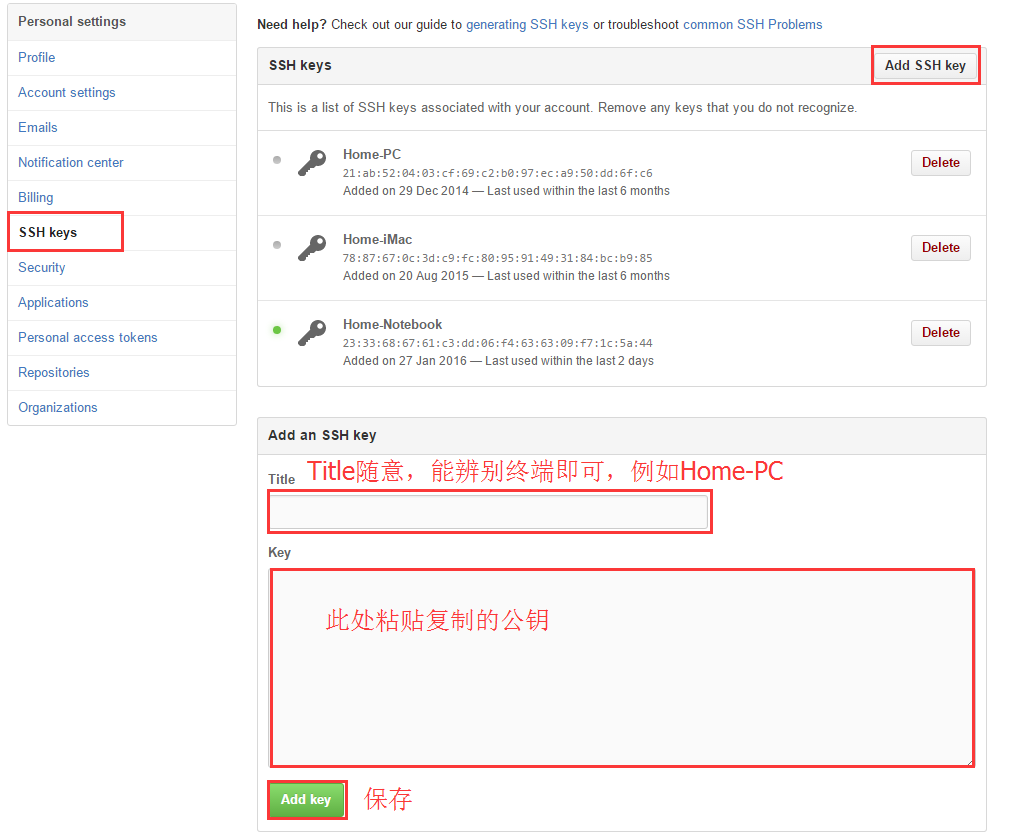 Personal settings
Profile
Account settings
Emails
Notification center
Billing
SSH keys
Security
Applications
Personal access tokens
Repositories
Organizations
Need help? Check out our guide to generating SSH keys or troubleshoot common SSH Problems
SSH keys
Add SSH key
This is a list of SSH keys associated with your account. Remove any keys that you do not recognize.
Home-PC
21:ab:52:04:03:cf:69:c2:b0:97:ec:a9:50:dd:6f:c6
Added on 29 Dec 2014 — Last used within the last 6 months
Delete
Home-iMac
78:87:67:0c:3d:c9:fc:80:95:91:49:31:84:bc:b9:85
Added on 20 Aug 2015 — Last used within the last 6 months
Delete
Home-Notebook
23:33:68:67:61:c3:dd:06:f4:63:63:09:f7:1c:5a:44
Added on 27 Jan 2016 — Last used within the last 2 days
Delete
Add an SSH key
Title
Title随意，能辨别终端即可，例如Home-PC
Key
此处粘贴复制的公钥
Add key
保存